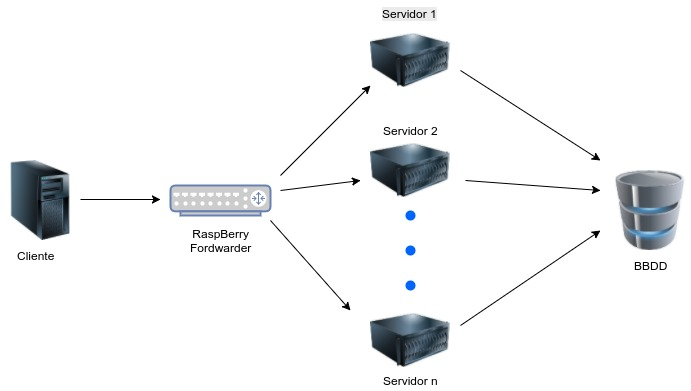 Servidor 1
Servidor 2
Cliente
RaspBerry
Fordwarder
BBDD
Servidor n